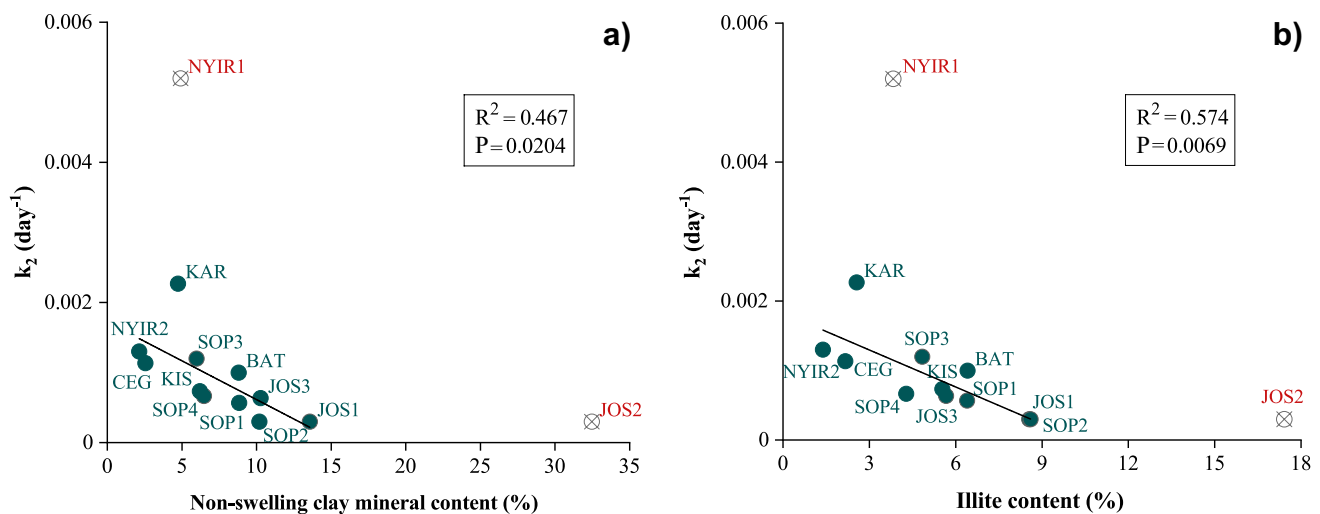 a)
0.006
0.004
0.002
0
k2 (day-1)
NYIR1
R2 = 0.467
P=0.0204
KAR
NYIR2
SOP3
BAT
CEG
KIS
JOS3
SOP4
SOP1
JOS1
SOP2
JOS2
0 5 10 15 20 25 30 35
Non-swelling clay mineral content (%)
b)
0.006
0.004
0.002
0
k2 (day-1)
NYIR1
R2 = 0.574
P=0.0069
KAR
SOP3
NYIR2
CEG
KIS
BAT
SOP4
JOS3
SOP1
JOS1
SOP2
JOS2
0 3 6 9 12 15 18
Illite content (%)